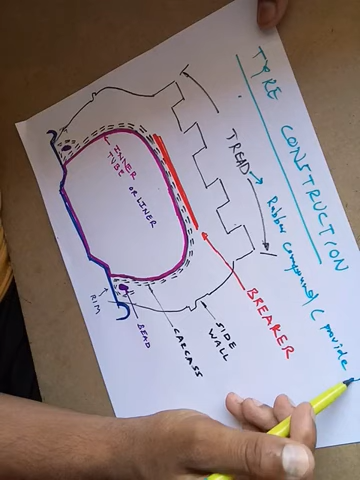 TYRE CONSTRUCTION
TREAD → Rubber compound ( provide
BREAKER
SIDE
WALL
CARCASS
BEAD
RIM
INNER OR LINER
TUBE